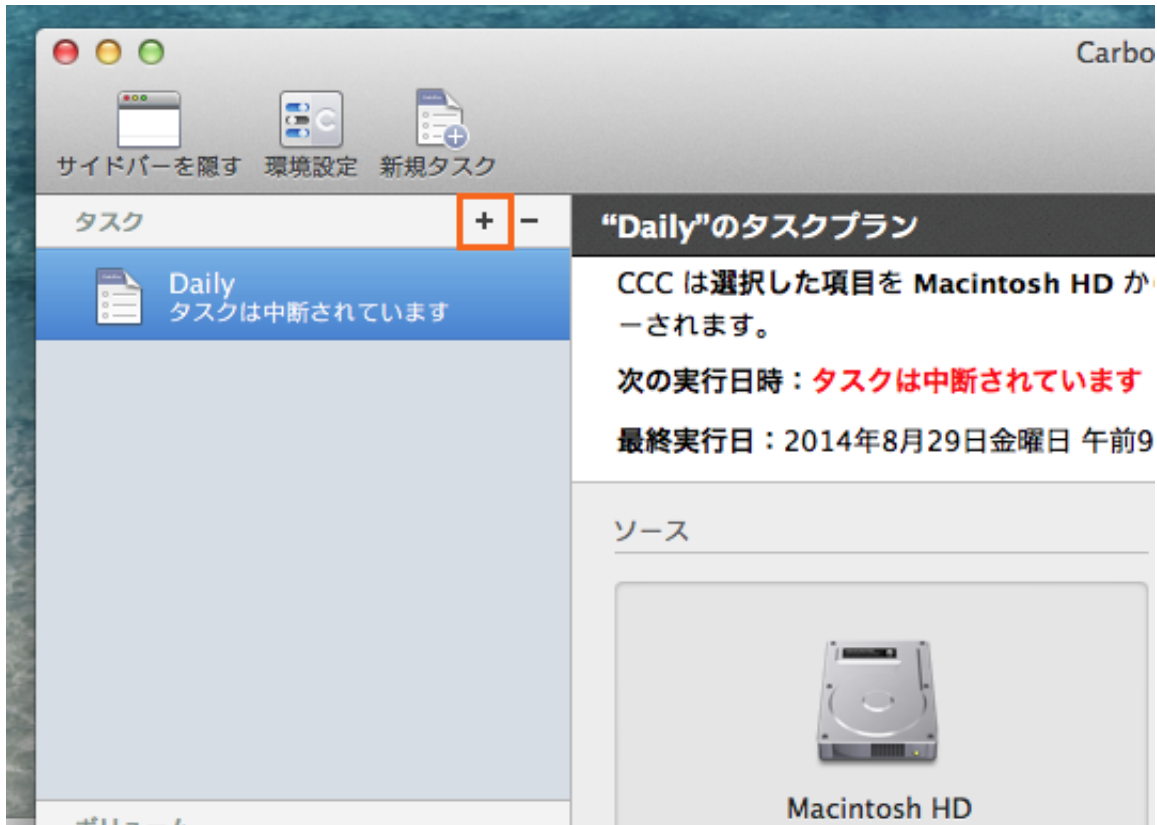 Carbo
サイドバーを隠す 環境設定 新規タスク
タスク + −
Daily
タスクは中断されています
“Daily”のタスクプラン
CCC は選択した項目を Macintosh HD か
ーされます。
次の実行日時：タスクは中断されています
最終実行日：2014年8月29日金曜日 午前9
ソース
Macintosh HD
ボリューム